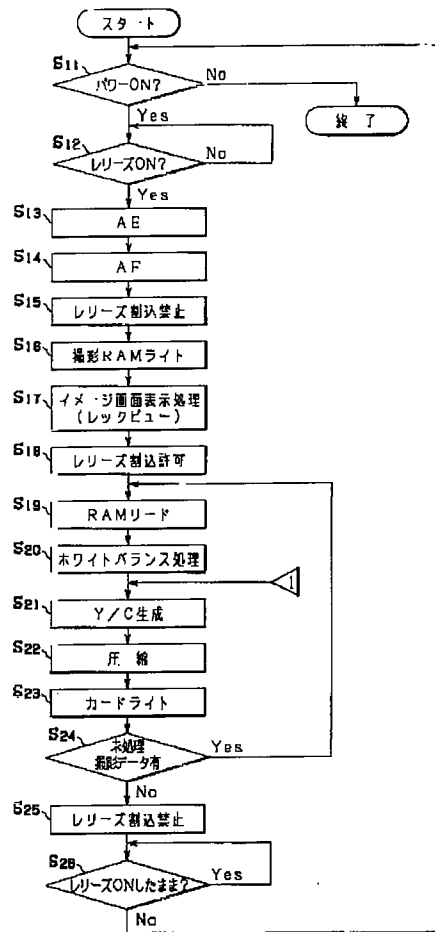 スタート
S11
パワーON?
No
終了
Yes
S12
レリーズON?
No
Yes
S13
AE
S14
AF
S15
レリーズ割込禁止
S16
撮影RAMライト
S17
イメージ画面表示処理
(レックビュー)
S18
レリーズ割込許可
S19
RAMリード
S20
ホワイトバランス処理
1
S21
Y/C生成
S22
圧縮
S23
カードライト
S24
未処理
撮影データ有
Yes
No
S25
レリーズ割込禁止
S26
レリーズONしたまま?
Yes
No